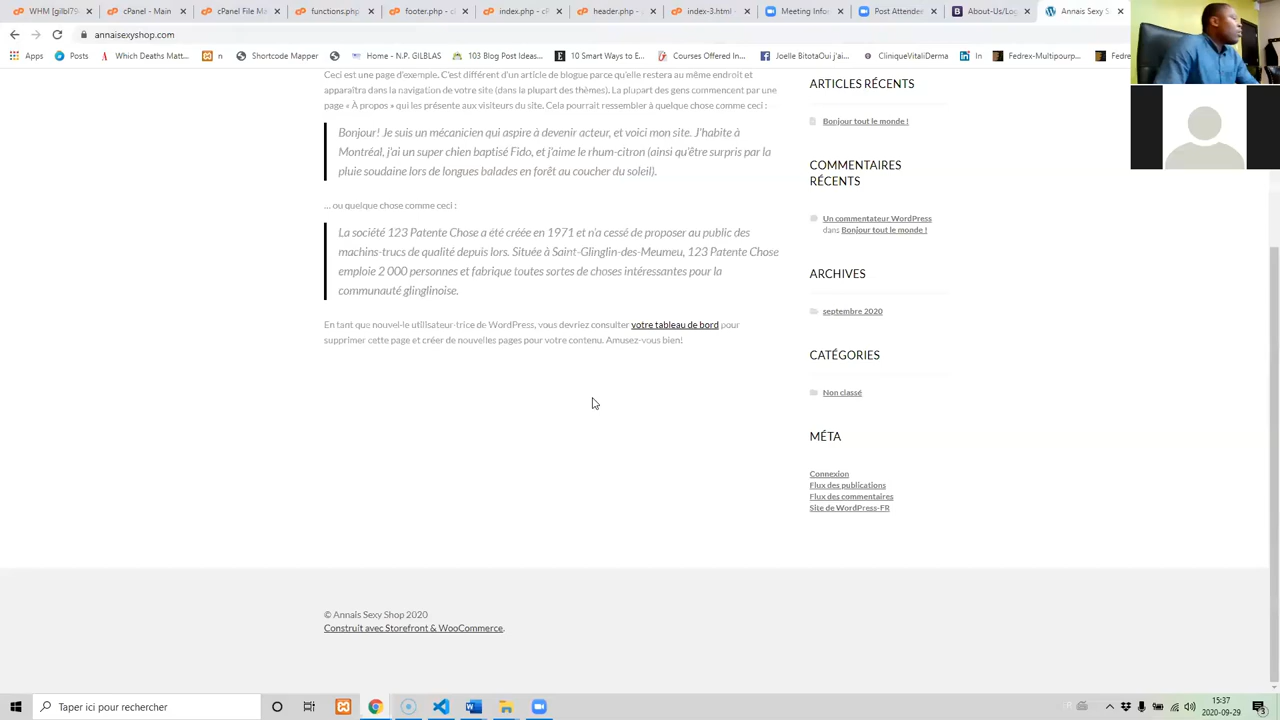 WHM [gilbl79-
cPanel - Main
cPanel File Ma
functions.php
index.php - cP
header.php -
index-3.html -
Meeting Infor
Post Attendee
About-Us/Log
Annais Sexy S
annaisexyshop.com
Apps
Posts
Which Deaths Matt...
n
Shortcode Mapper
Home – N.P. GILBLAS
103 Blog Post Ideas...
10 Smart Ways to E...
Courses Offered In...
Joelle BitotaOui j'ai...
CliniqueVitaliDerma
In
Fedrex-Multipourp...
Fedrex
Ceci est une page d'exemple. C'est différent d'un article de blogue parce qu'elle restera au même endroit et
apparaîtra dans la navigation de votre site (dans la plupart des thèmes). La plupart des gens commencent par une
page « À propos » qui les présente aux visiteurs du site. Cela pourrait ressembler à quelque chose comme ceci :
Bonjour! Je suis un mécanicien qui aspire à devenir acteur, et voici mon site. J'habite à
Montréal, j'ai un super chien baptisé Fido, et j'aime le rhum-citron (ainsi qu'être surpris par la
pluie soudaine lors de longues balades en forêt au coucher du soleil).
... ou quelque chose comme ceci :
La société 123 Patente Chose a été créée en 1971 et n'a cessé de proposer au public des
machins-trucs de qualité depuis lors. Située à Saint-Glinglin-des-Meumeu, 123 Patente Chose
emploie 2 000 personnes et fabrique toutes sortes de choses intéressantes pour la
communauté glinglinoise.
En tant que nouvel·le utilisateur·trice de WordPress, vous devriez consulter votre tableau de bord pour
supprimer cette page et créer de nouvelles pages pour votre contenu. Amusez-vous bien!
ARTICLES RÉCENTS
Bonjour tout le monde !
COMMENTAIRES
RÉCENTS
Un commentateur WordPress
dans Bonjour tout le monde !
ARCHIVES
septembre 2020
CATÉGORIES
Non classé
MÉTA
Connexion
Flux des publications
Flux des commentaires
Site de WordPress-FR
© Annais Sexy Shop 2020
Construit avec Storefront & WooCommerce.
Taper ici pour rechercher
15:37
2020-09-29